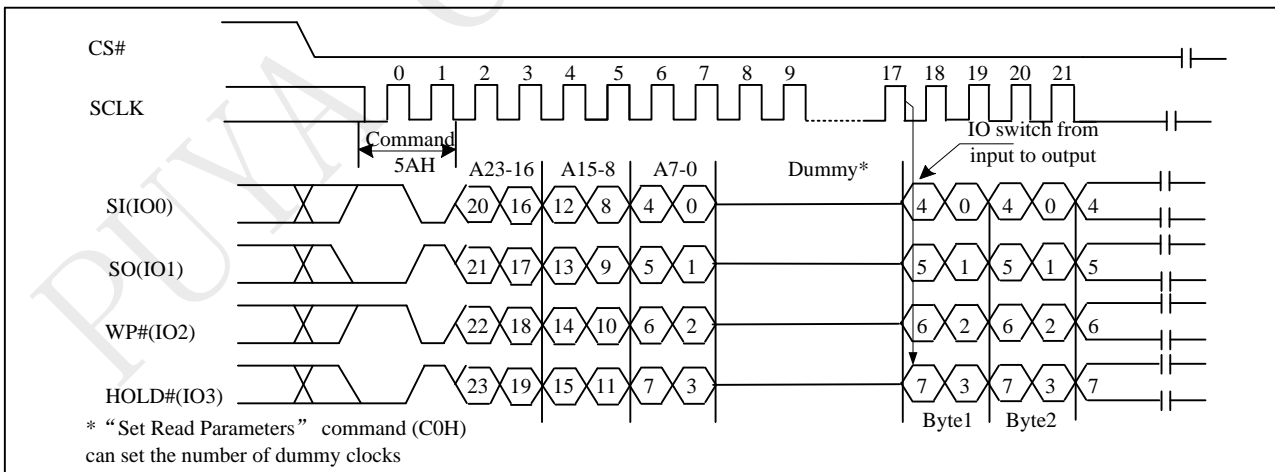 CS#
0 1 2 3 4 5 6 7 8 9 17 18 19 20 21
SCLK
Command
5AH
IO switch from
input to output
A23-16 A15-8 A7-0 Dummy*
SI(IO0) 20 16 12 8 4 0 4 0 4 0 4
SO(IO1) 21 17 13 9 5 1 5 1 5 1 5
WP#(IO2) 22 18 14 10 6 2 6 2 6 2 6
HOLD#(IO3) 23 19 15 11 7 3 7 3 7 3 7
Byte1 Byte2
* “Set Read Parameters” command (C0H)
can set the number of dummy clocks
PUYA